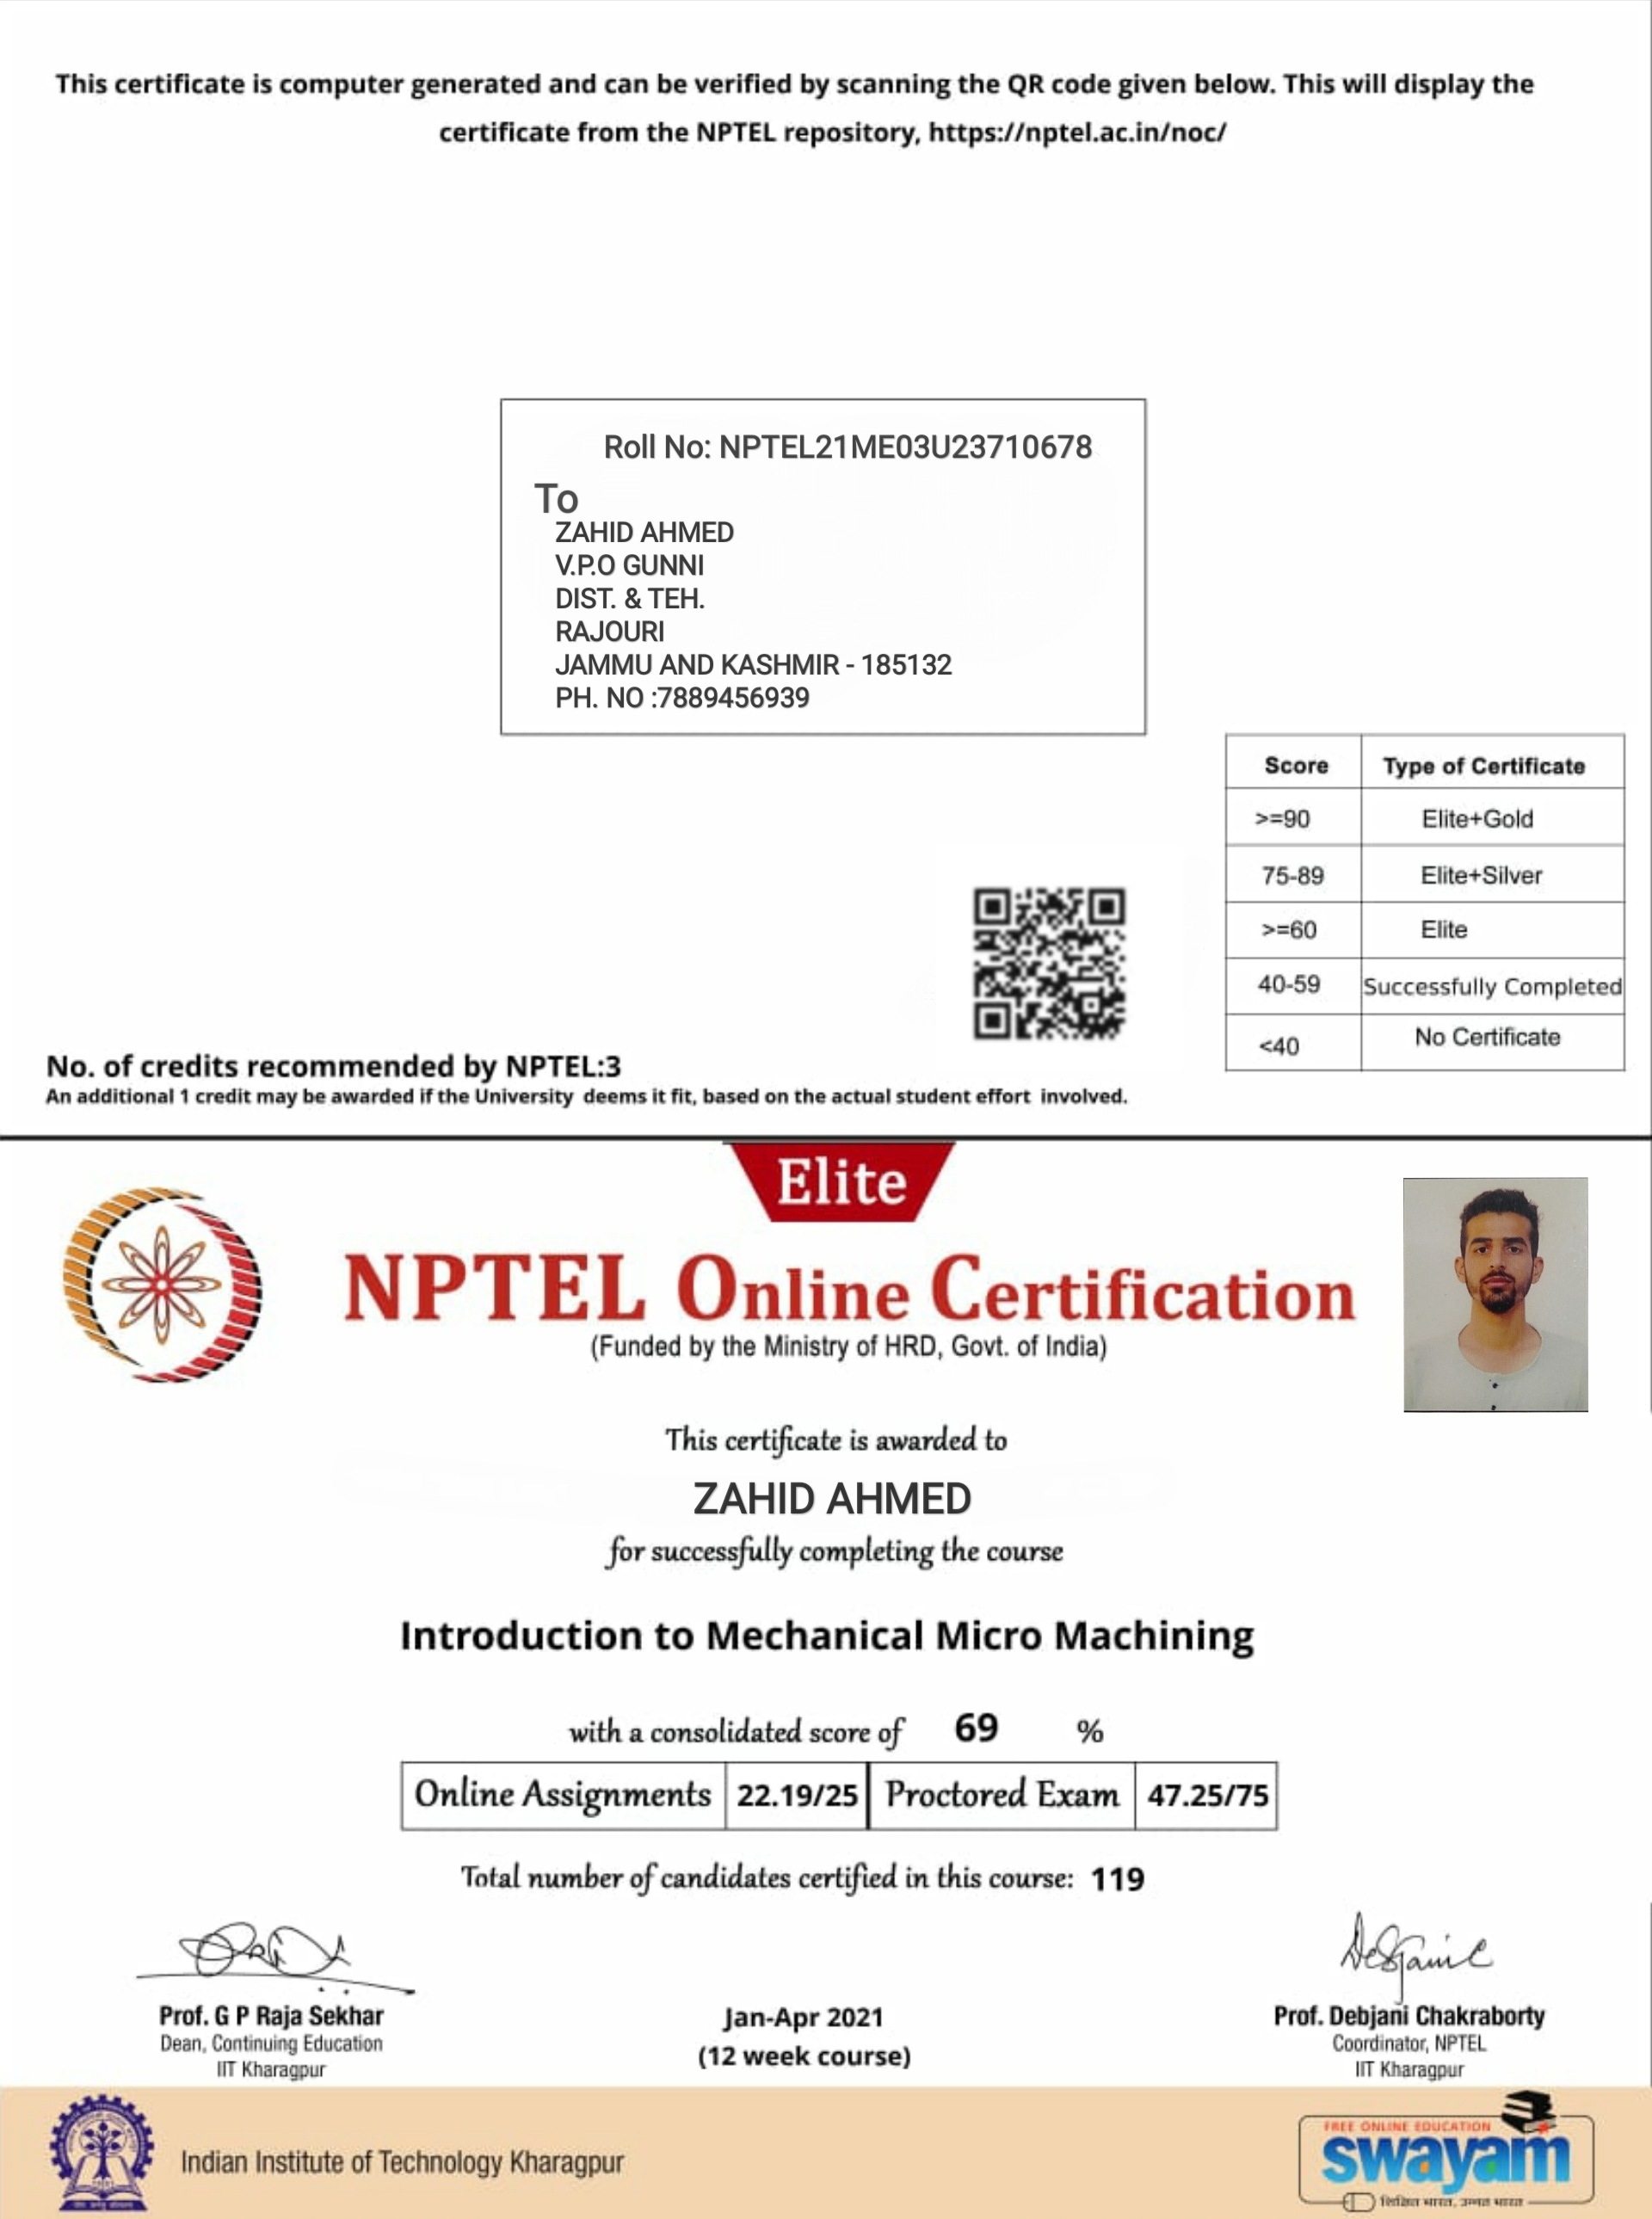 This certificate is computer generated and can be verified by scanning the QR code given below. This will display the
certificate from the NPTEL repository, https://nptel.ac.in/noc/
Roll No: NPTEL21ME03U23710678
To
ZAHID AHMED
V.P.O GUNNI
DIST. & TEH.
RAJOURI
JAMMU AND KASHMIR - 185132
PH. NO :7889456939
Score Type of Certificate
>=90 Elite+Gold
75-89 Elite+Silver
>=60 Elite
40-59 Successfully Completed
<40 No Certificate
No. of credits recommended by NPTEL:3
An additional 1 credit may be awarded if the University deems it fit, based on the actual student effort involved.
Elite
NPTEL Online Certification
(Funded by the Ministry of HRD, Govt. of India)
This certificate is awarded to
ZAHID AHMED
for successfully completing the course
Introduction to Mechanical Micro Machining
with a consolidated score of 69 %
Online Assignments 22.19/25 Proctored Exam 47.25/75
Total number of candidates certified in this course: 119
Prof. G P Raja Sekhar
Dean, Continuing Education
IIT Kharagpur
Jan-Apr 2021
(12 week course)
Prof. Debjani Chakraborty
Coordinator, NPTEL
IIT Kharagpur
Indian Institute of Technology Kharagpur
FREE ONLINE EDUCATION
swayam
शिक्षित भारत, उन्नत भारत